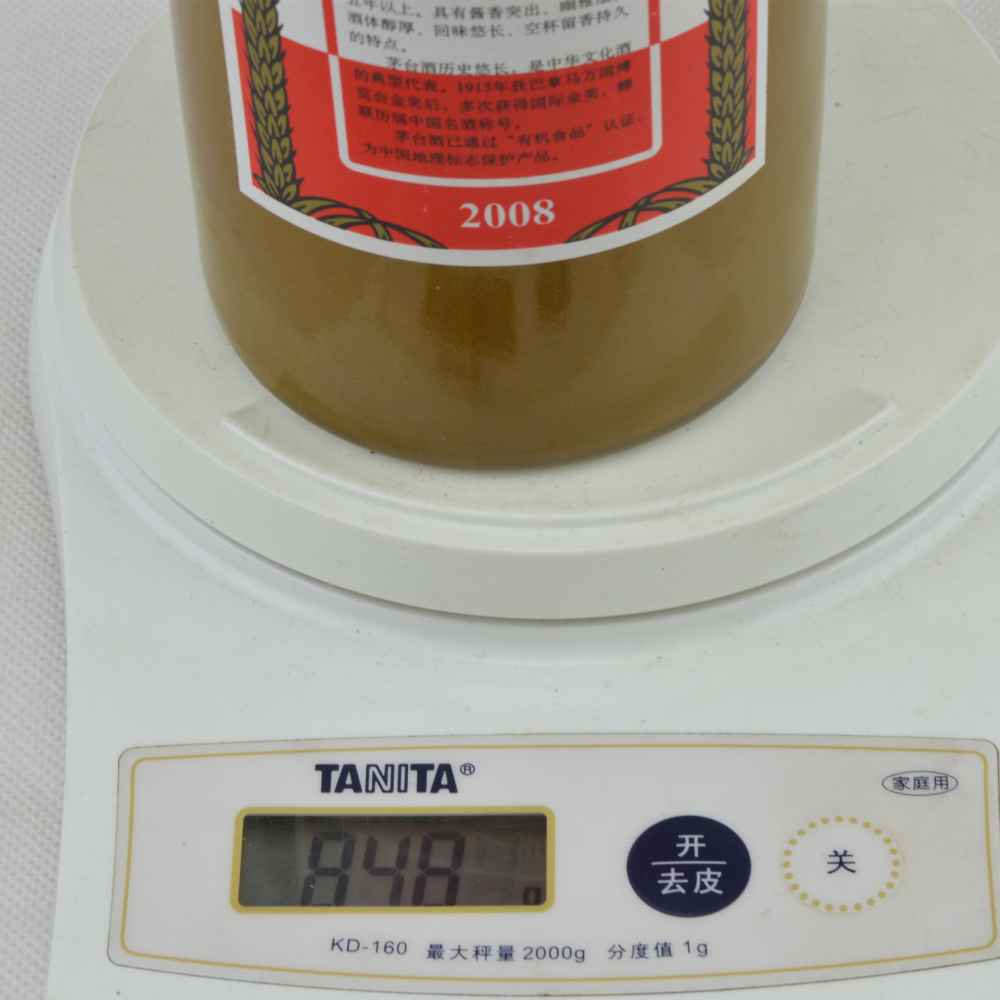 五年以上。具有酱香突出、幽雅
酒体醇厚、回味悠长、空杯留香持久
的特点。
茅台酒历史悠长，是中华文化酒
的典型代表。1915年获巴拿马万国博
览会金奖后，多次获得国际金奖，蝉
联历届中国名酒称号。
茅台酒已通过“有机食品”认证，
为中国地理标志保护产品。
2008
TANITA®
家庭用
848 g
开
去皮
关
KD-160 最大秤量 2000g 分度值 1g